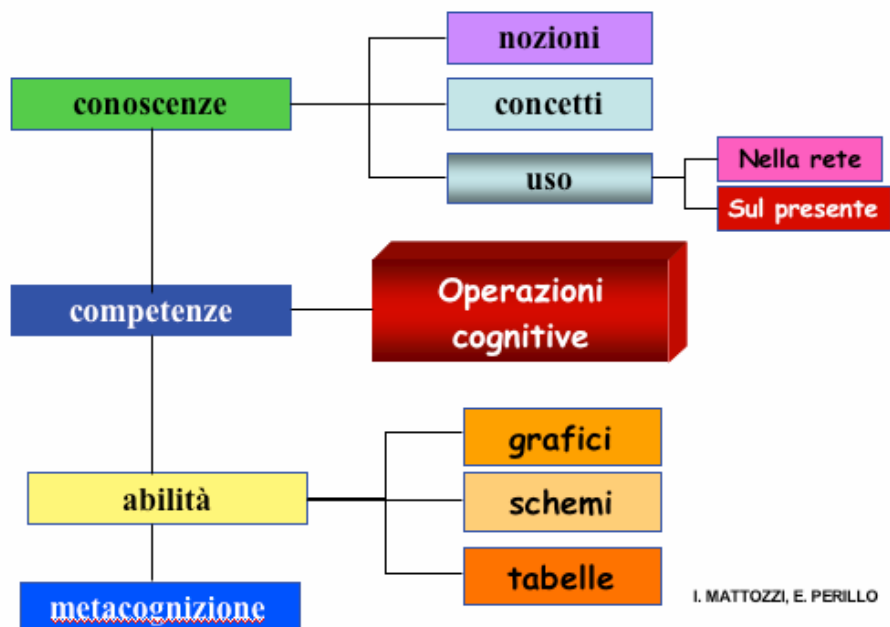 conoscenze
nozioni
concetti
uso
Nella rete
Sul presente
competenze
Operazioni
cognitive
abilità
grafici
schemi
tabelle
metacognizione
I. MATTOZZI, E. PERILLO